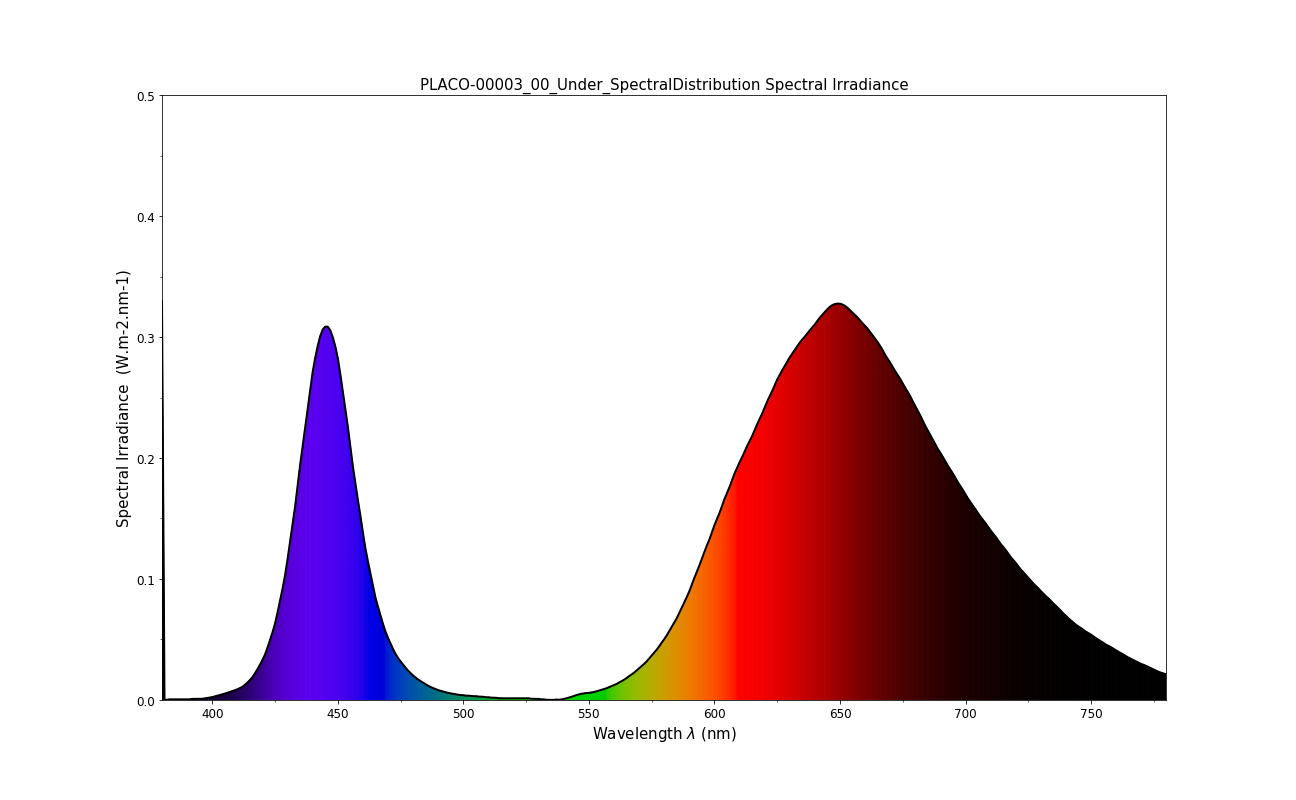 PLACO-00003_00_Under_SpectralDistribution Spectral Irradiance
0.5
0.4
0.3
0.2
0.1
0.0
Spectral Irradiance (W.m-2.nm-1)
400 450 500 550 600 650 700 750
Wavelength λ (nm)